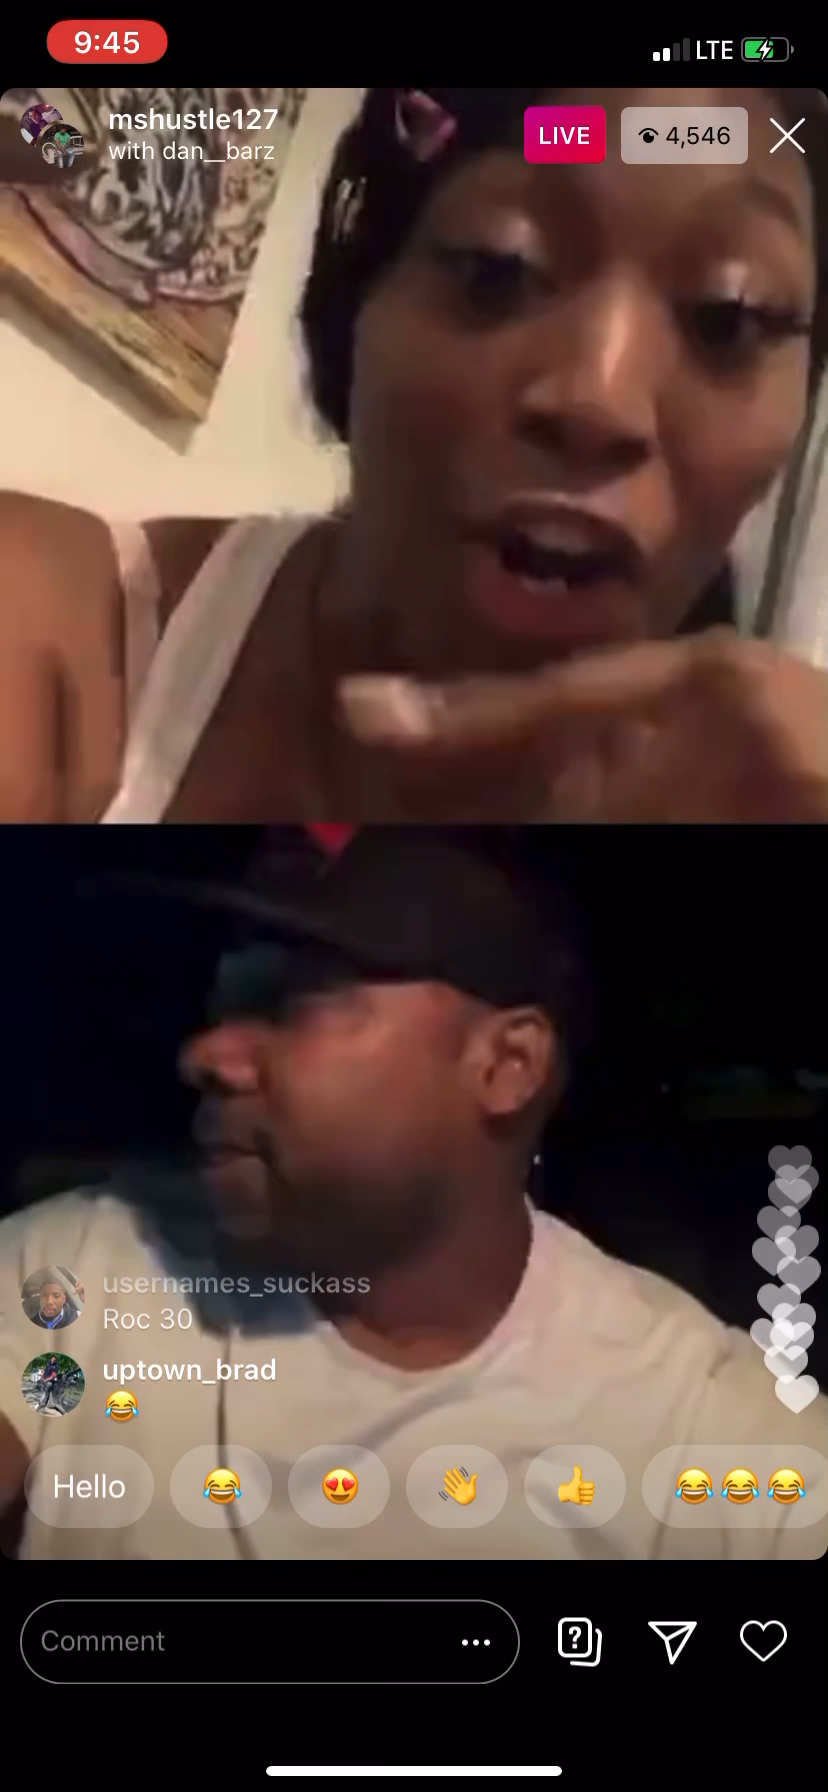 9:45
LTE
mshustle127
with dan__barz
LIVE
4,546
usernames_suckass
Roc 30
uptown_brad
😂
Hello
😂
😍
👋
👍
😂😂😂
Comment
?